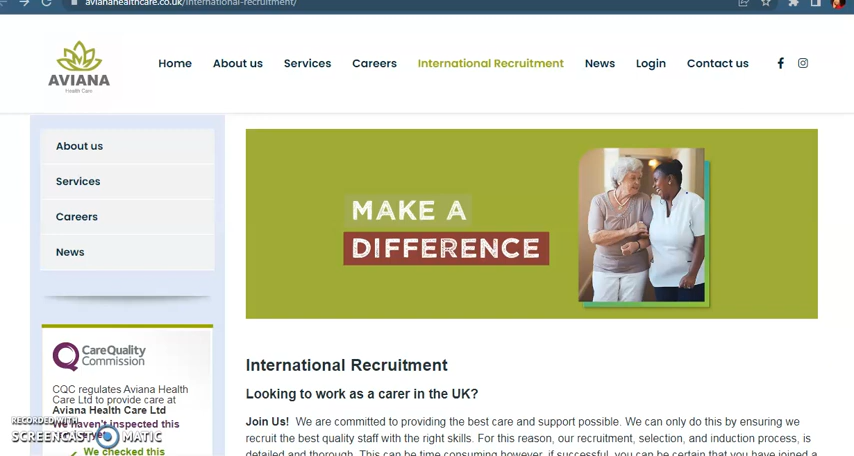 avianahealthcare.co.uk/international-recruitment/
AVIANA
Health Care
Home About us Services Careers International Recruitment News Login Contact us
About us
Services
Careers
News
MAKE A
DIFFERENCE
CareQuality
Commission
CQC regulates Aviana Health
Care Ltd to provide care at
Aviana Health Care Ltd
We haven't inspected this
We checked this
RECORDED WITH
SCREENCAST MATIC
International Recruitment
Looking to work as a carer in the UK?
Join Us! We are committed to providing the best care and support possible. We can only do this by ensuring we
recruit the best quality staff with the right skills. For this reason, our recruitment, selection, and induction process, is
detailed and thorough. This can be time consuming however, if successful, you can be certain that you have joined a